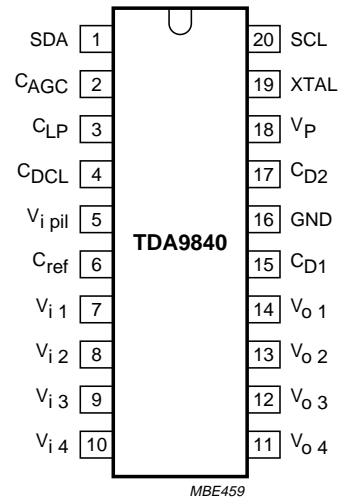 SDA 1 20 SCL
CAGC 2 19 XTAL
CLP 3 18 VP
CDCL 4 17 CD2
Vi pil 5 16 GND
TDA9840
Cref 6 15 CD1
Vi 1 7 14 Vo 1
Vi 2 8 13 Vo 2
Vi 3 9 12 Vo 3
Vi 4 10 11 Vo 4
MBE459